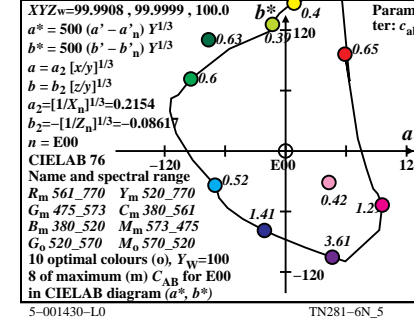 XYZw=99.9908 , 99.9999 , 100.0
a* = 500 (a' - a'n) Y1/3
b* = 500 (b' - b'n) Y1/3
a = a2 [x/y]1/3
b = b2 [z/y]1/3
a2=[1/Xn]1/3=0.2154
b2=-[1/Zn]1/3=-0.08617
n = E00
CIELAB 76
Name and spectral range
Rm 561_770 Ym 520_770
Gm 475_573 Cm 380_561
Bm 380_520 Mm 573_475
Go 520_570 Mo 570_520
10 optimal colours (o), YW=100
8 of maximum (m) CAB for E00
in CIELAB diagram (a*, b*)
b*
0.4
120
0.39
0.63
0.65
0.6
Param
ter: c
a
-120
E00
120
0.52
0.42
1.41
3.61
-120
5-001430-L0
TN281-6N_5